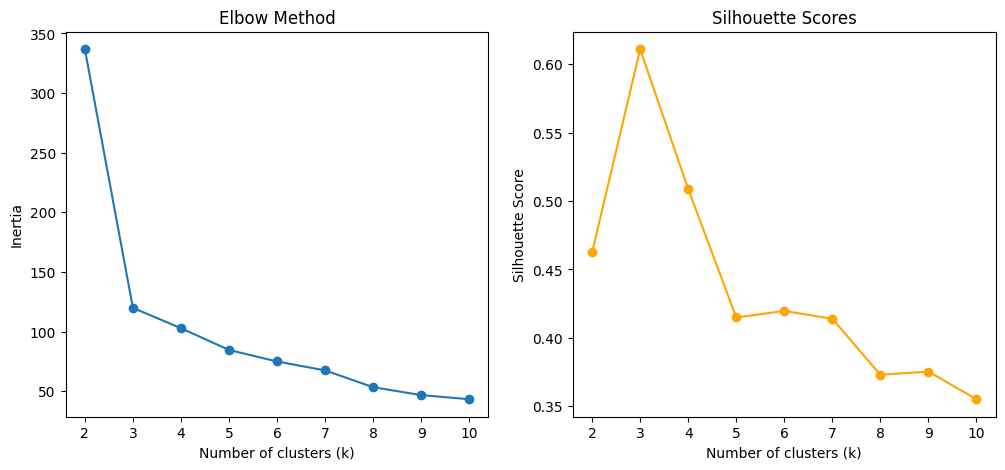 Elbow Method
350
300
250
200
150
100
50
Inertia
2 3 4 5 6 7 8 9 10
Number of clusters (k)
Silhouette Scores
0.60
0.55
0.50
0.45
0.40
0.35
Silhouette Score
2 3 4 5 6 7 8 9 10
Number of clusters (k)